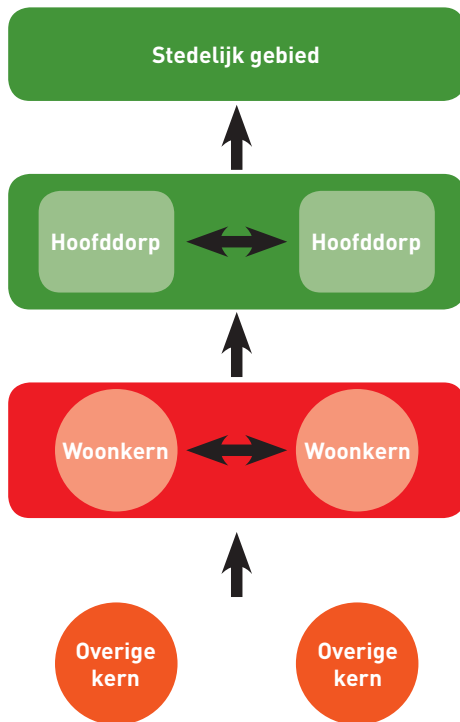 Stedelijk gebied
Hoofddorp
Hoofddorp
Woonkern
Woonkern
Overige
kern
Overige
kern